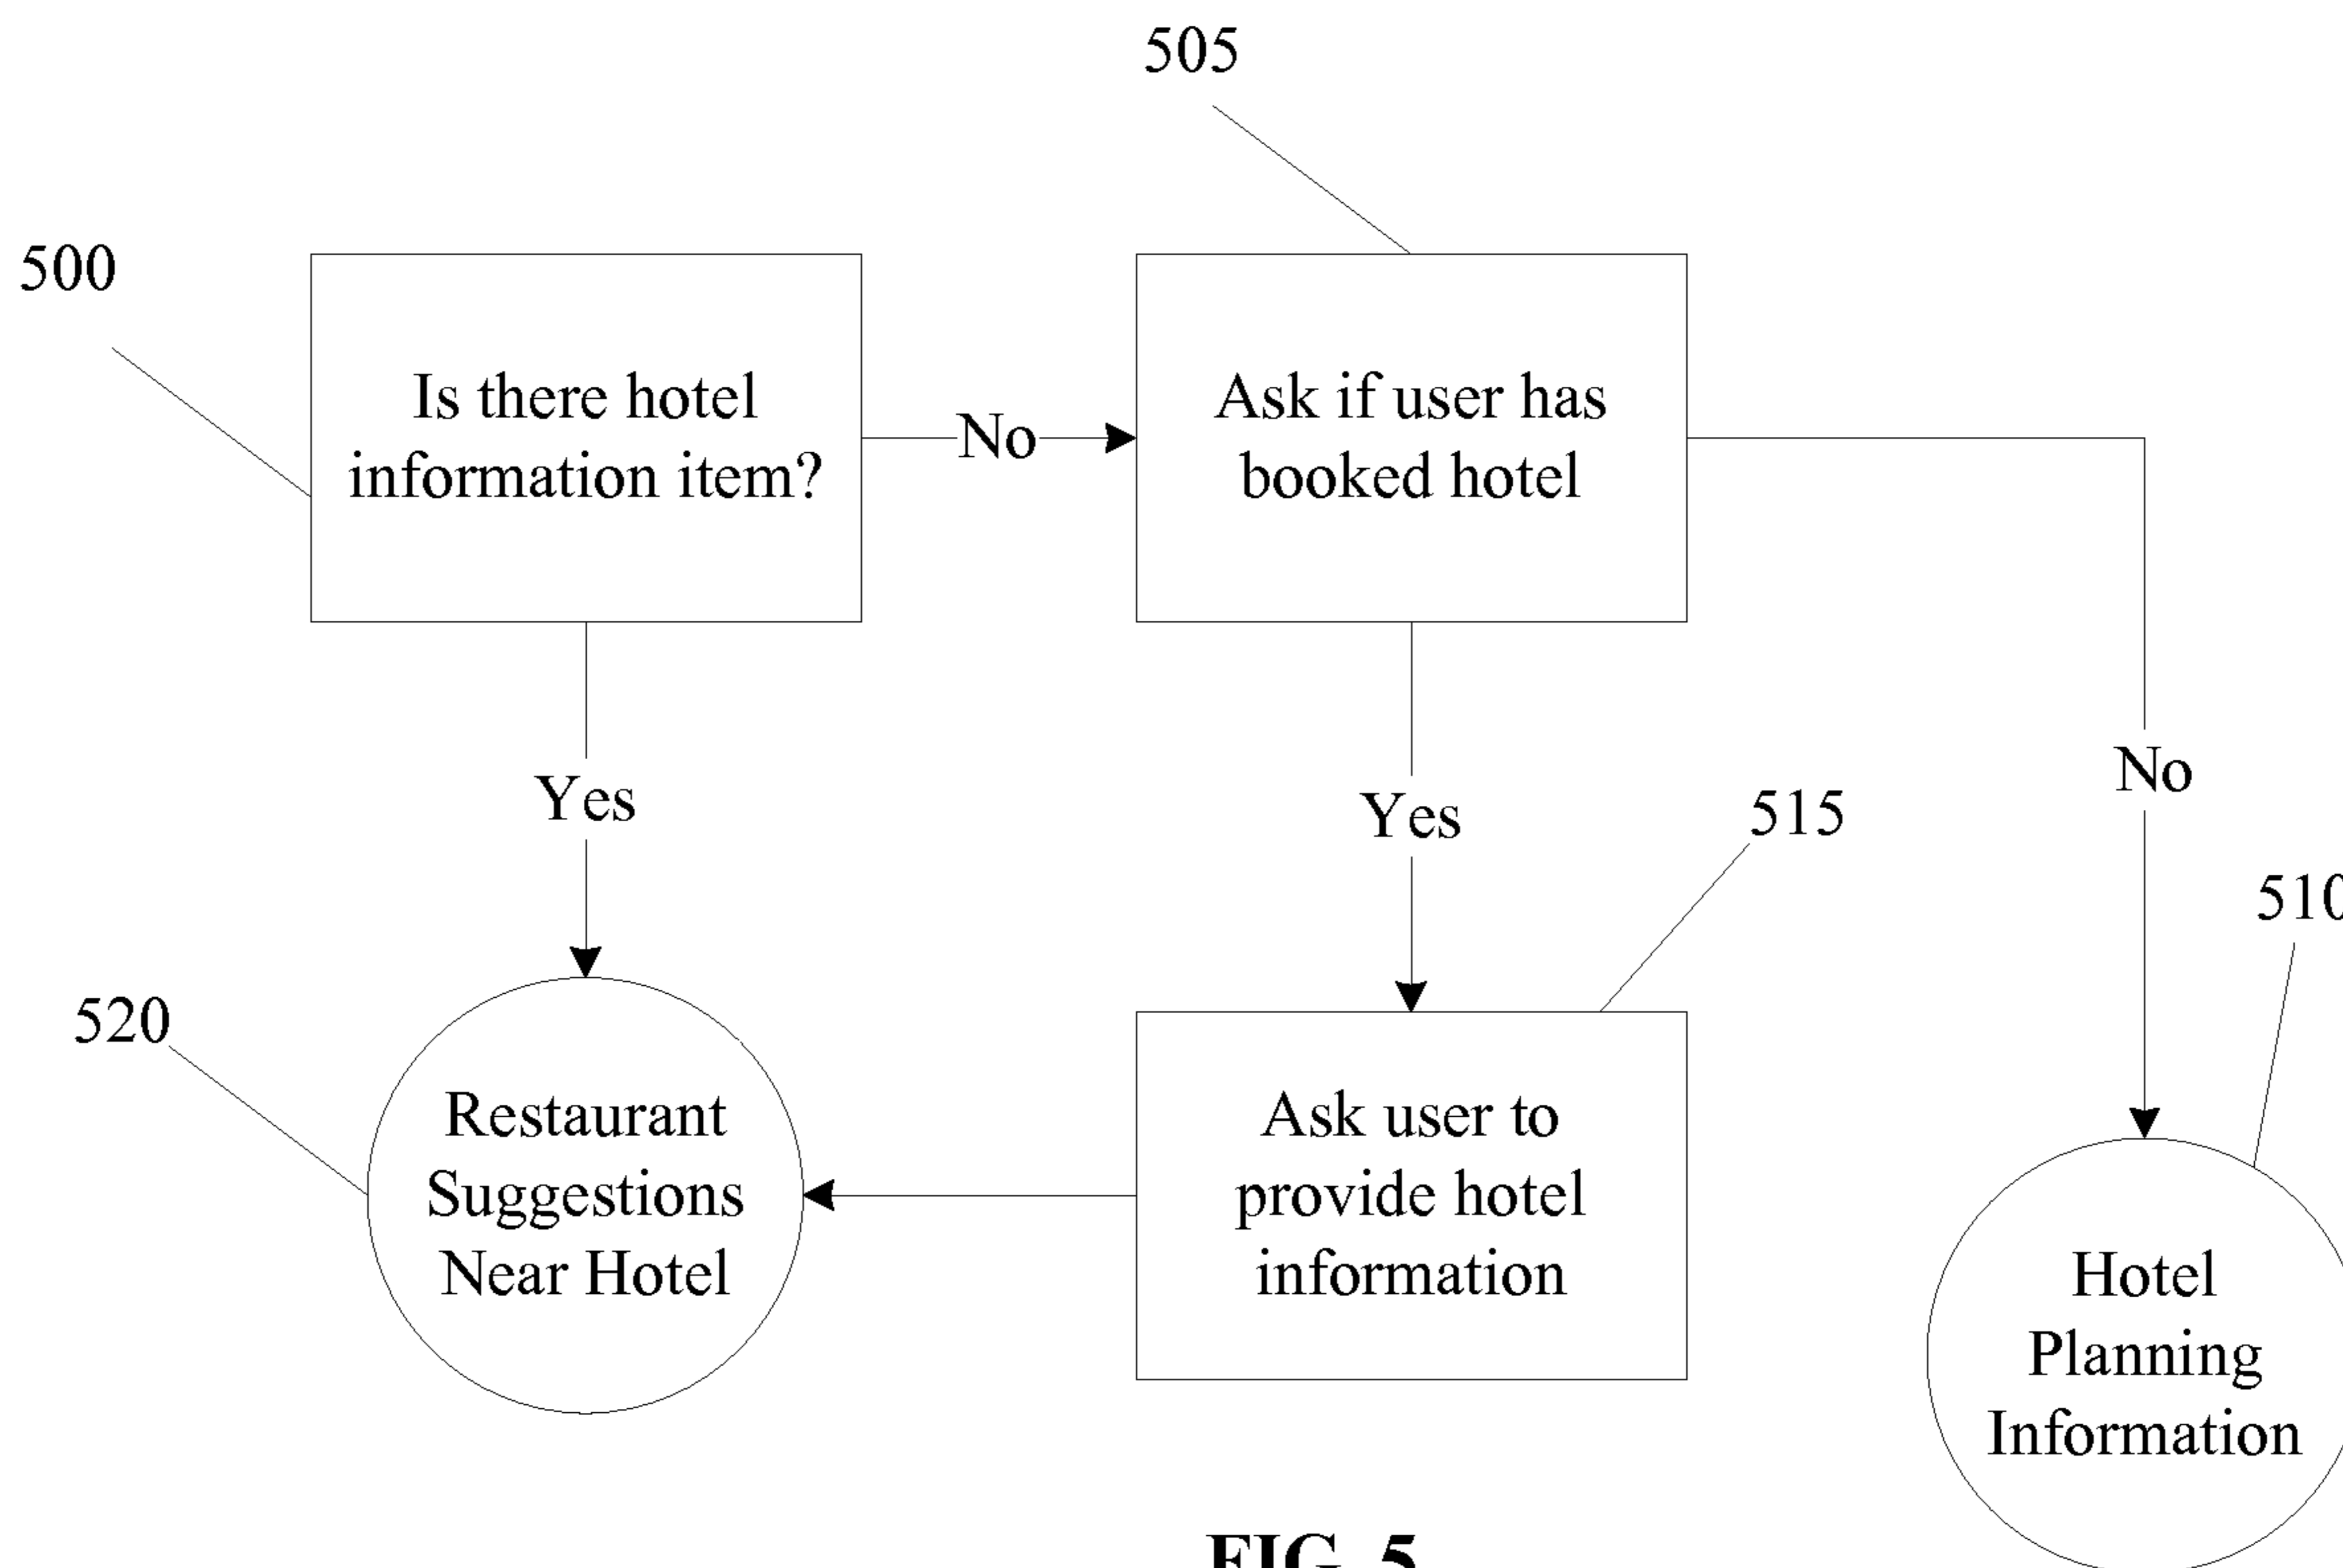 505
500
Is there hotel
information item?
No
Ask if user has
booked hotel
Yes
Yes
No
515
510
520
Restaurant
Suggestions
Near Hotel
Ask user to
provide hotel
information
Hotel
Planning
Information
FIG. 5